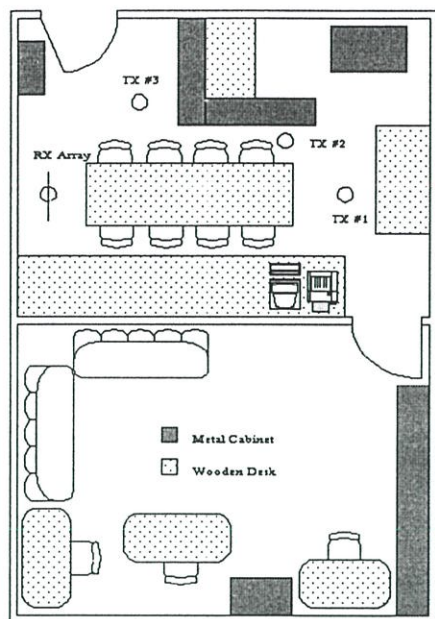 TX #3
TX #2
RX Array
TX #1
Metal Cabinet
Wooden Desk